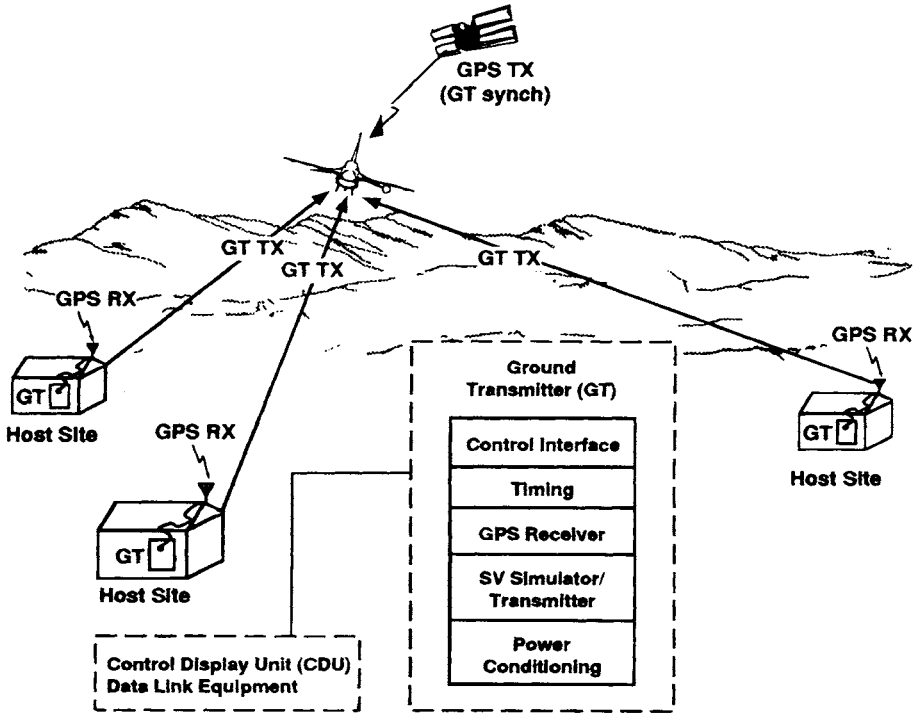 GPS TX
(GT synch)
GT TX
GT TX
GT TX
GPS RX
GT
Host Site
GPS RX
GT
Host Site
GPS RX
GT
Host Site
Ground
Transmitter (GT)
Control Interface
Timing
GPS Receiver
SV Simulator/
Transmitter
Power
Conditioning
Control Display Unit (CDU)
Data Link Equipment